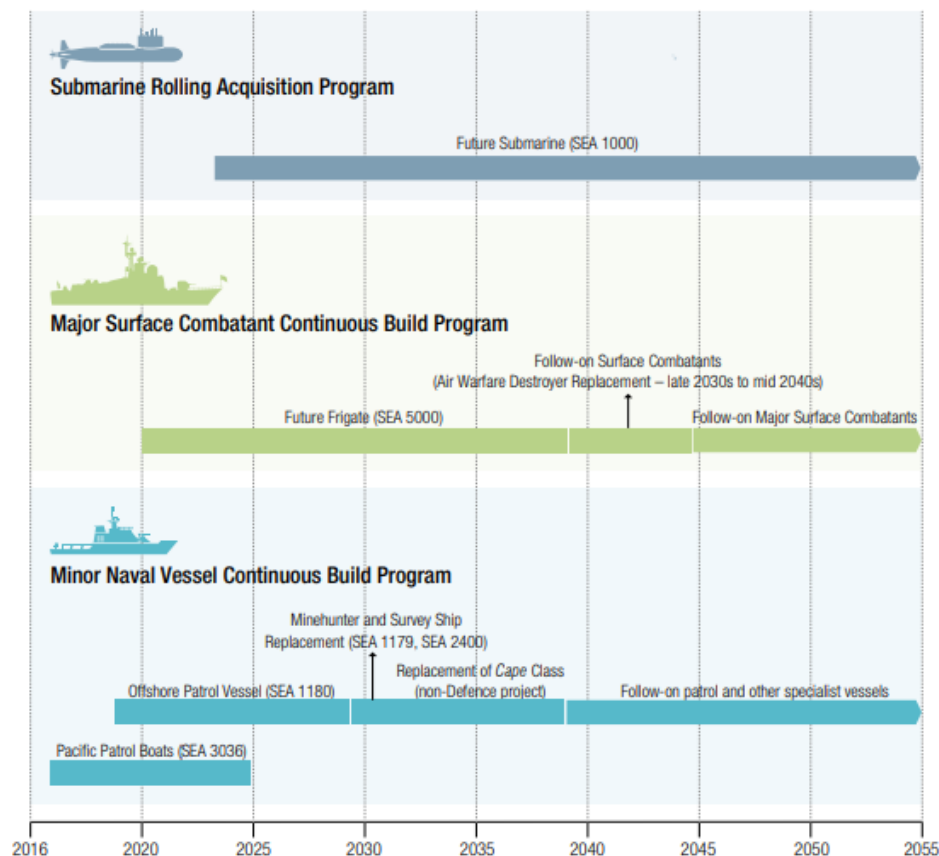 Submarine Rolling Acquisition Program
Future Submarine (SEA 1000)
Major Surface Combatant Continuous Build Program
Follow-on Surface Combatants
(Air Warfare Destroyer Replacement – late 2030s to mid 2040s)
Future Frigate (SEA 5000)
Follow-on Major Surface Combatants
Minor Naval Vessel Continuous Build Program
Minehunter and Survey Ship
Replacement (SEA 1179, SEA 2400)
Replacement of Cape Class
(non-Defence project)
Offshore Patrol Vessel (SEA 1180)
Follow-on patrol and other specialist vessels
Pacific Patrol Boats (SEA 3036)
2016 2020 2025 2030 2035 2040 2045 2050 2055